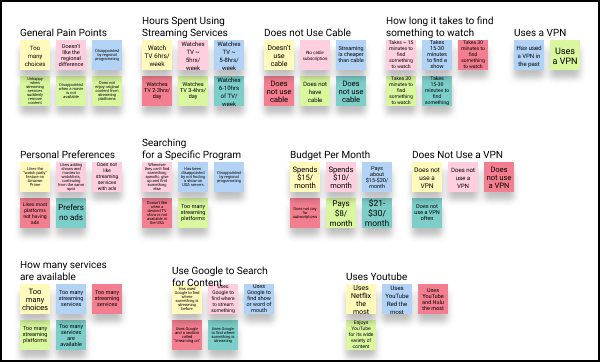 General Pain Points
Too many choices
Doesn't like the regional difference
Disappointed by regional programming
Unhappy when streaming services suddenly remove content
Disappointed when a movie is not available
Does not enjoy original content from streaming platforms
Hours Spent Using
Streaming Services
Watch TV 6hrs/ week
Watches TV ~ 5hrs/ week
Watches TV ~ 5-8hrs/ week
Watches TV 2-3hr/ day
Watches TV 3-4hr/ day
Watches 6-10hrs of TV/ week
Does not Use Cable
Doesn't use cable
No cable subscription
Streaming is cheaper than cable
Does not use cable
Does not have cable
Does not use cable
How long it takes to find
something to watch
Takes ~ 15 minutes to find something to watch
Takes 15-30 minutes to find a show
Takes 30 minutes to find something to watch
Takes 30 minutes to find something to watch
Takes 15-30 minutes to find something
Uses a VPN
Has used a VPN in the past
Uses a VPN
Personal Preferences
Likes the "watch party" feature on Amazon Prime
Likes adding shows and movies to watchlists, continuing from the same spot
Does not like streaming services with ads
Likes most platforms not having ads
Prefers no ads
Searching
for a Specific Program
Whenever they can't find something specific, give up and find something else
Has been disappointed by not finding a show on USA servers
Disappointed by regional programming
Doesn't like when a desired TV show is not available in the USA
Too many streaming platforms
Budget Per Month
Spends $15/ month
Spends $10/ month
Pays about $15-$30/ month
Does not pay for subscriptions
Pays $8/ month
$21-$30/ month
Does Not Use a VPN
Does not use a VPN
Does not use a VPN
Does not use a VPN
Does not use a VPN often
How many services
are available
Too many choices
Too many streaming services
Too many streaming services
Too many streaming platforms
Too many streaming services are available
Use Google to Search
for Content
Has used Google to find where something is streaming before
Uses Google to find where to stream something
Uses Google to find show or word of mouth
Uses Google and a section called "streaming on"
Uses Google to find where something is streaming
Uses Youtube
Uses Netflix the most
Uses YouTube Red the most
Uses YouTube and Hulu the most
Enjoys YouTube for its wide variety of content